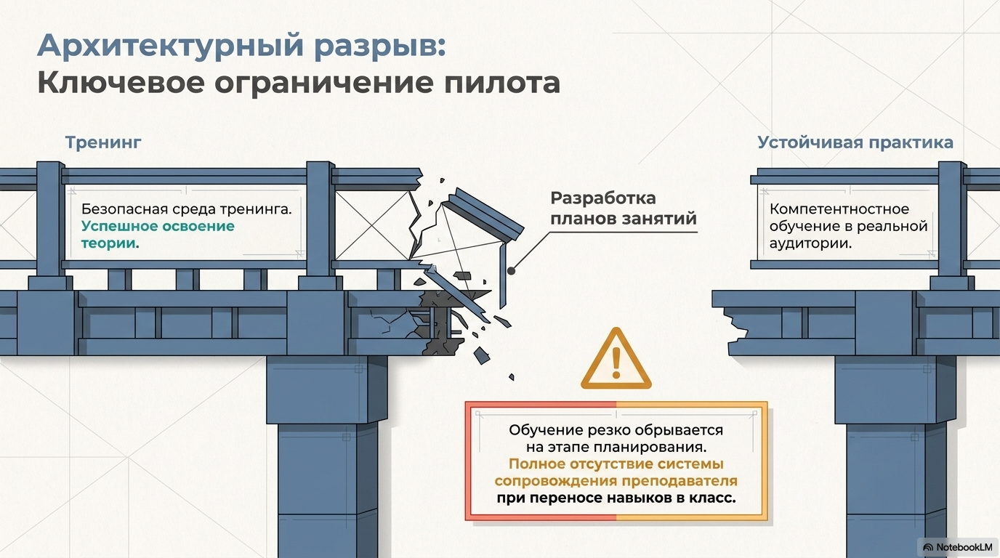 Архитектурный разрыв:
Ключевое ограничение пилота
Тренинг
Безопасная среда тренинга.
Успешное освоение
теории.
Разработка
планов занятий
Устойчивая практика
Компетентностное
обучение в реальной
аудитории.
Обучение резко обрывается
на этапе планирования.
Полное отсутствие системы
сопровождения преподавателя
при переносе навыков в класс.
NotebookLM